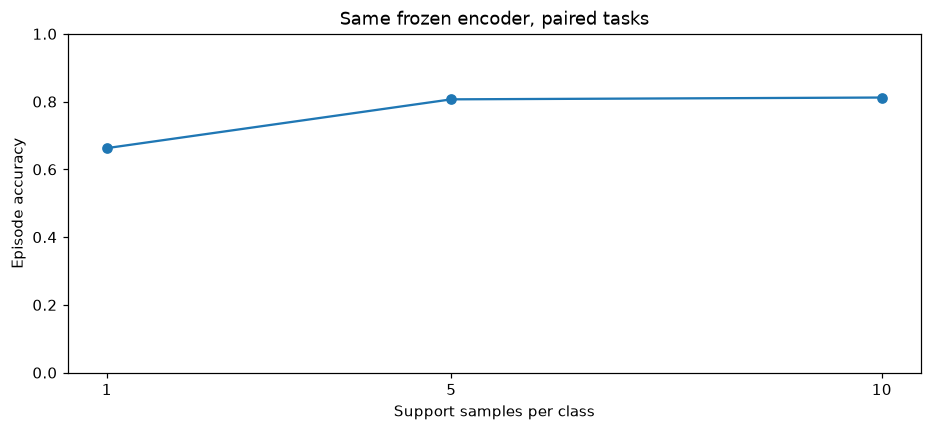 Same frozen encoder, paired tasks
1.0
0.8
0.6
0.4
0.2
0.0
Episode accuracy
1 5 10
Support samples per class